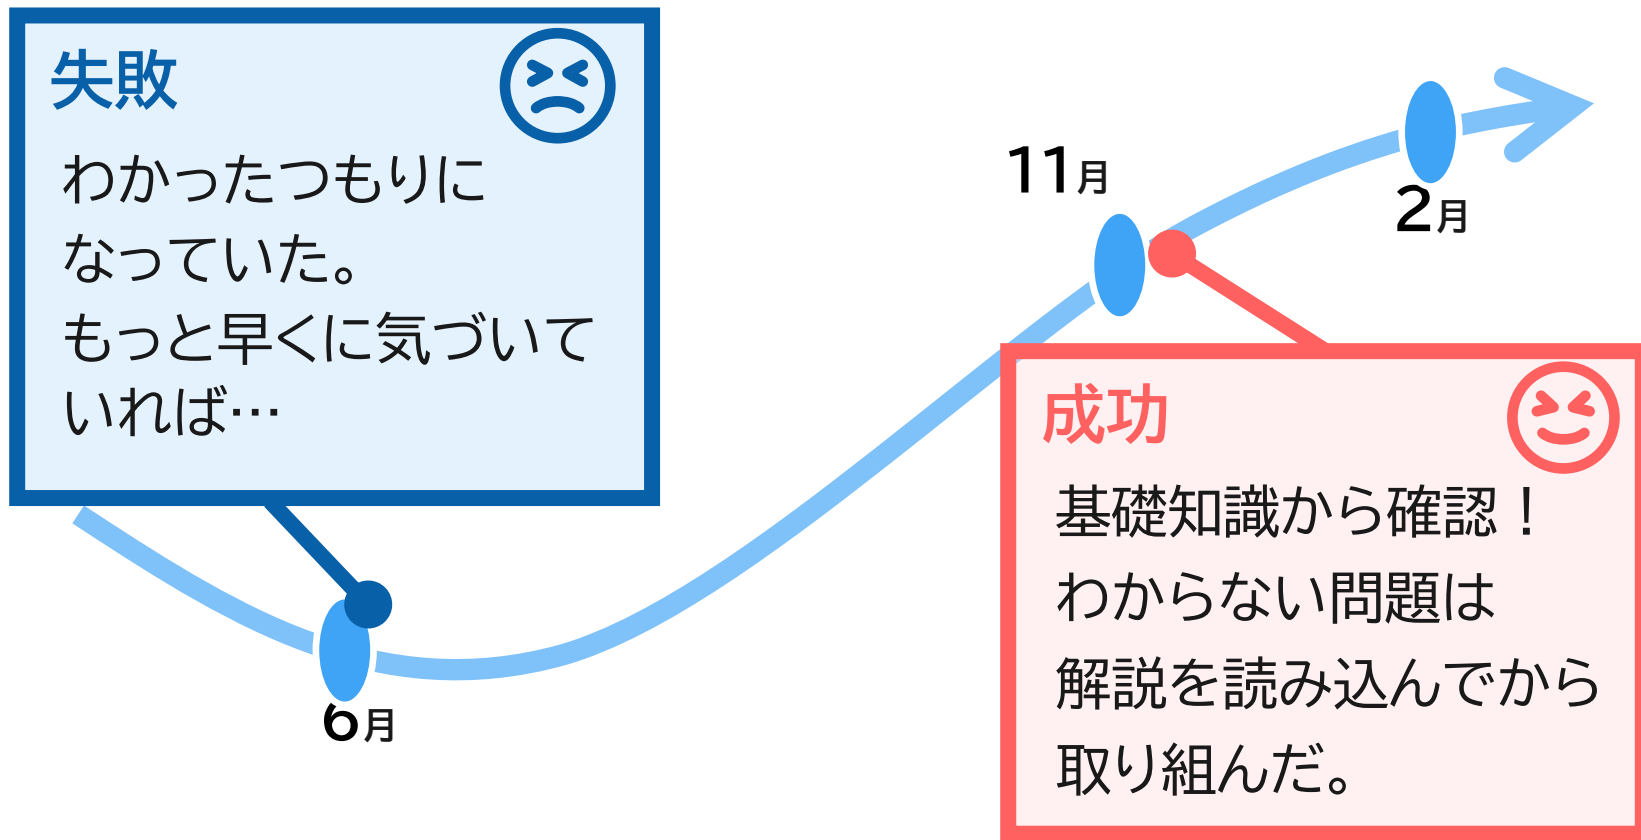 失敗
わかったつもりに
なっていた。
もっと早くに気づいて
いれば…
6月
11月
2月
成功
基礎知識から確認！
わからない問題は
解説を読み込んでから
取り組んだ。